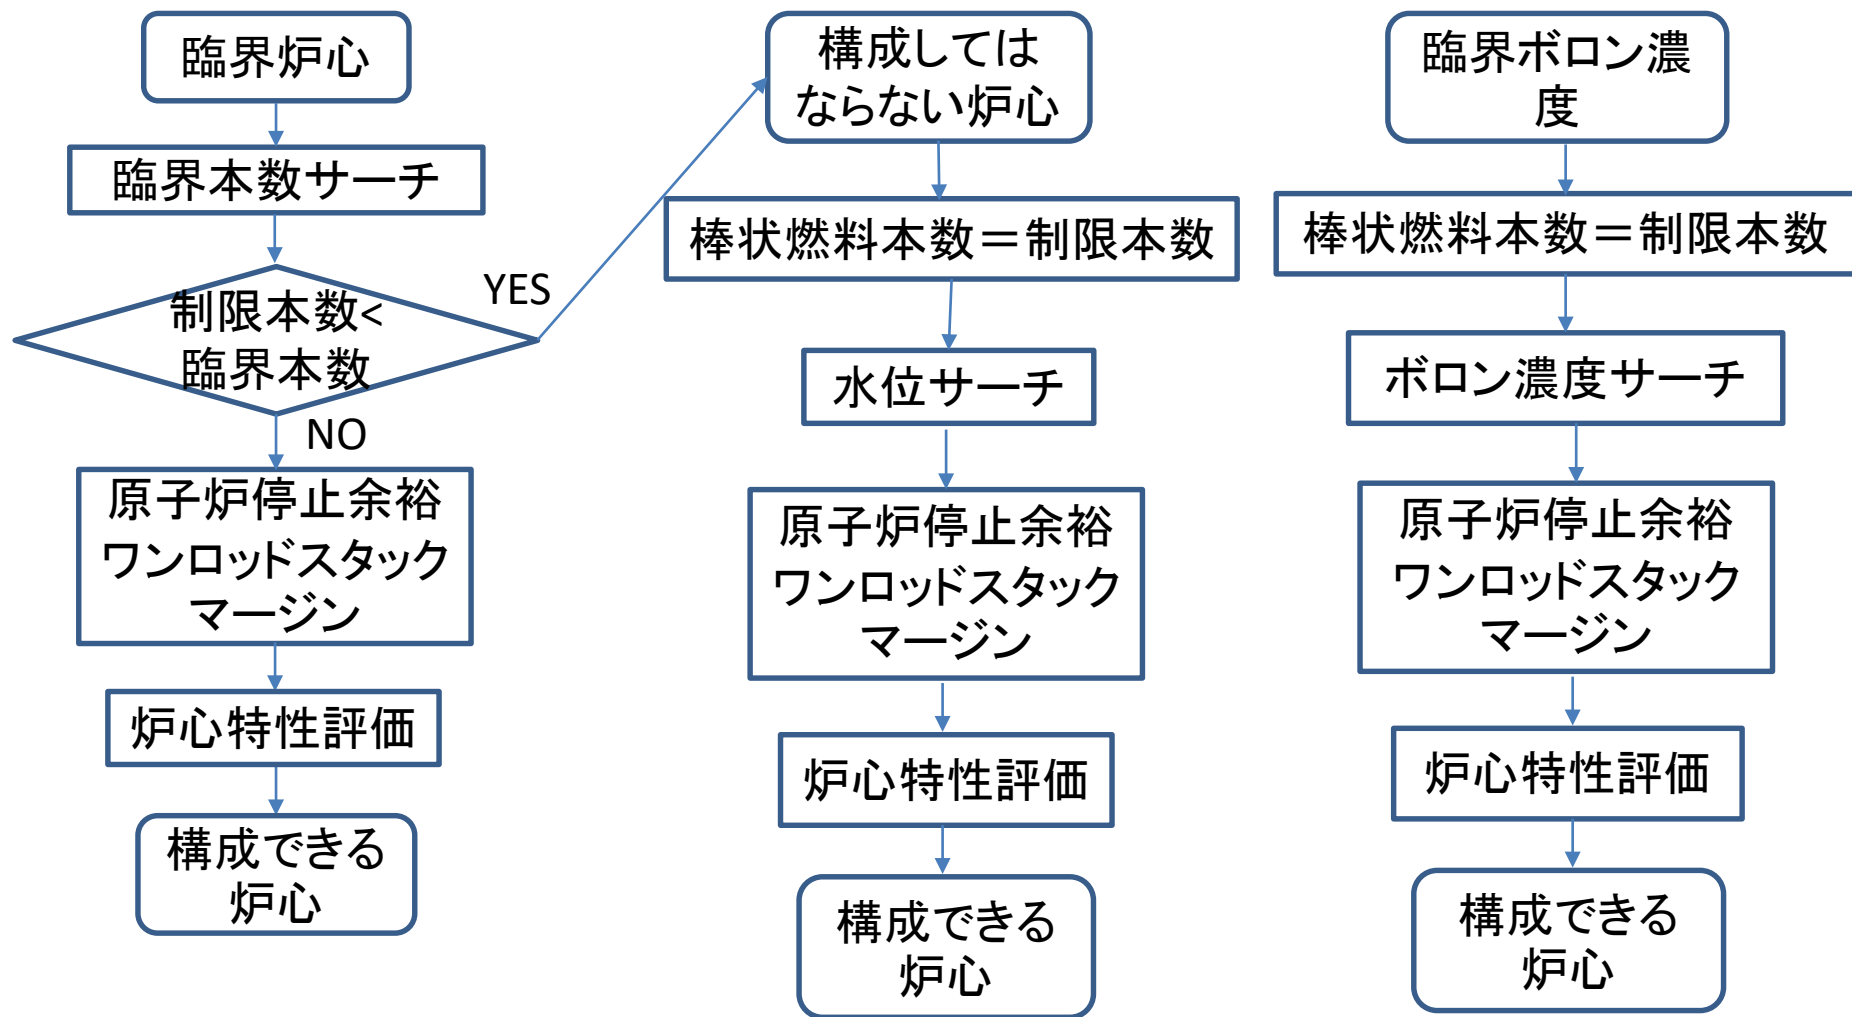 臨界炉心
臨界本数サーチ
制限本数<
臨界本数
YES
NO
原子炉停止余裕
ワンロッドスタック
マージン
炉心特性評価
構成できる
炉心
構成しては
ならない炉心
棒状燃料本数＝制限本数
水位サーチ
原子炉停止余裕
ワンロッドスタック
マージン
炉心特性評価
構成できる
炉心
臨界ボロン濃
度
棒状燃料本数＝制限本数
ボロン濃度サーチ
原子炉停止余裕
ワンロッドスタック
マージン
炉心特性評価
構成できる
炉心